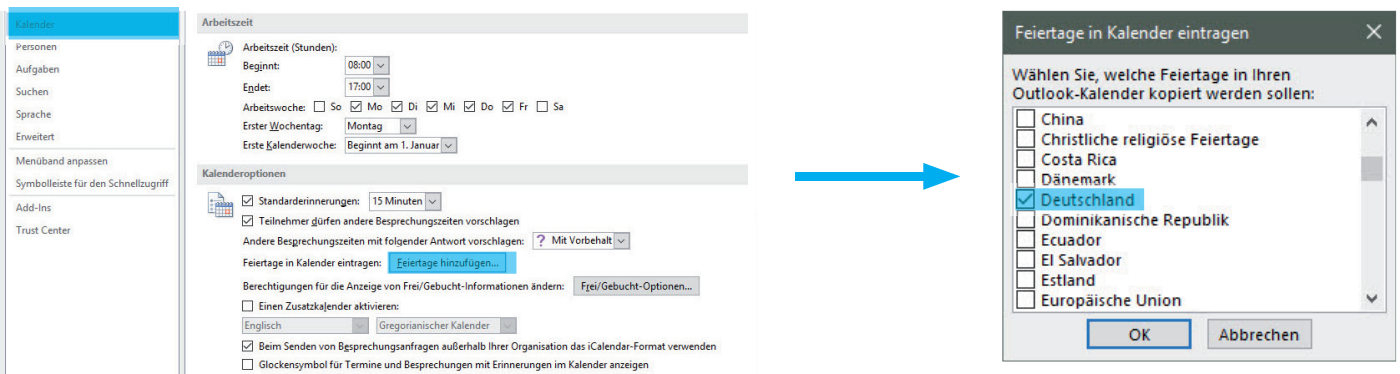 Kalender
Personen
Aufgaben
Suchen
Sprache
Erweitert
Menüband anpassen
Symbolleiste für den Schnellzugriff
Add-Ins
Trust Center
Arbeitszeit
Arbeitszeit (Stunden):
Beginnt: 08:00
Endet: 17:00
Arbeitswoche: So Mo Di Mi Do Fr Sa
Erster Wochentag: Montag
Erste Kalenderwoche: Beginnt am 1. Januar
Kalenderoptionen
Standarderinnerungen: 15 Minuten
Teilnehmer dürfen andere Besprechungszeiten vorschlagen
Andere Besprechungszeiten mit folgender Antwort vorschlagen: ? Mit Vorbehalt
Feiertage in Kalender eintragen: Feiertage hinzufügen...
Berechtigungen für die Anzeige von Frei/Gebucht-Informationen ändern: Frei/Gebucht-Optionen...
Einen Zusatzkalender aktivieren:
Englisch Gregorianischer Kalender
Beim Senden von Besprechungsanfragen außerhalb Ihrer Organisation das iCalendar-Format verwenden
Glockensymbol für Termine und Besprechungen mit Erinnerungen im Kalender anzeigen
Feiertage in Kalender eintragen
Wählen Sie, welche Feiertage in Ihren
Outlook-Kalender kopiert werden sollen:
China
Christliche religiöse Feiertage
Costa Rica
Dänemark
Deutschland
Dominikanische Republik
Ecuador
El Salvador
Estland
Europäische Union
OK Abbrechen